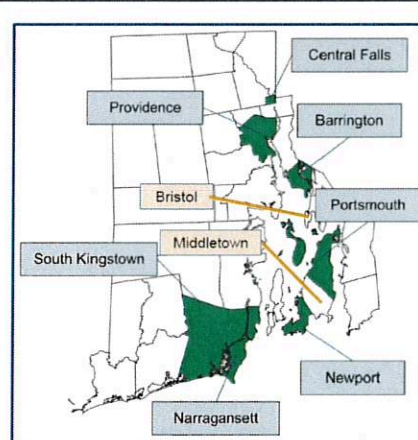 Central Falls
Providence
Barrington
Bristol
Portsmouth
Middletown
South Kingstown
Newport
Narragansett